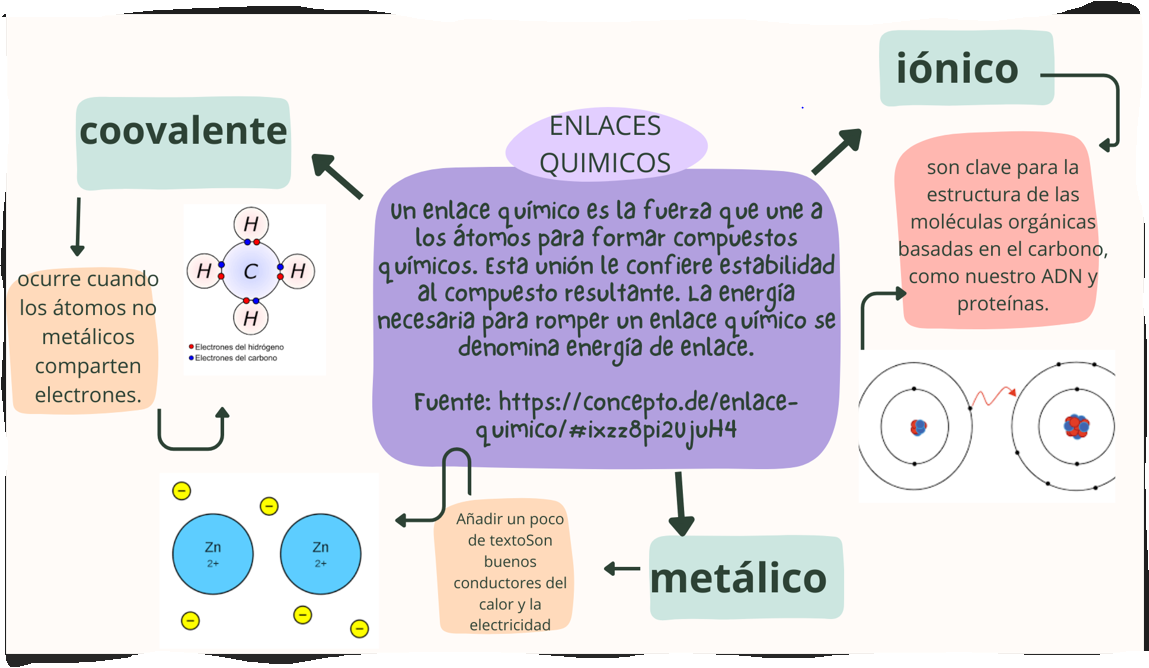 ENLACES
QUIMICOS
Un enlace químico es la fuerza que une a
los átomos para formar compuestos
químicos. Esta unión le confiere estabilidad
al compuesto resultante. La energía
necesaria para romper un enlace químico se
denomina energía de enlace.
Fuente: https://concepto.de/enlace-
quimico/#ixzz8pi2UjuH4
coovalente
ocurre cuando
los átomos no
metálicos
comparten
electrones.
H
H C H
H
Electrones del hidrógeno
Electrones del carbono
iónico
son clave para la
estructura de las
moléculas orgánicas
basadas en el carbono,
como nuestro ADN y
proteínas.
metálico
Añadir un poco
de textoSon
buenos
conductores del
calor y la
electricidad
−
−
Zn Zn
2+ 2+
−
−
−